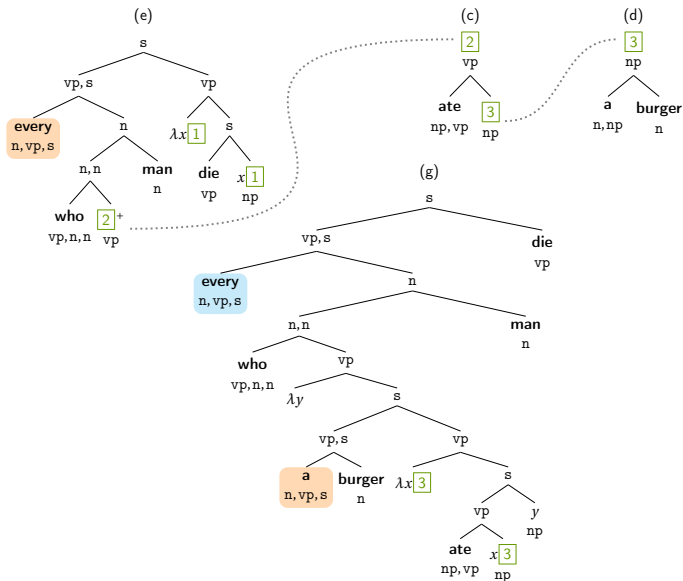 (e) (c) (d)
s 2 3
vp np
vp,s vp
ate 3 a burger
np,vp np n,np n
every n λx 1 s
n,vp,s
n,n man die x 1
n vp np
who 2 +
vp,n,n vp
(g)
s
vp,s die
vp
every n
n,vp,s
n,n man
n
who vp
vp,n,n
λy s
vp,s vp
a burger λx 3 s
n,vp,s n
vp y
np
ate x 3
np,vp np